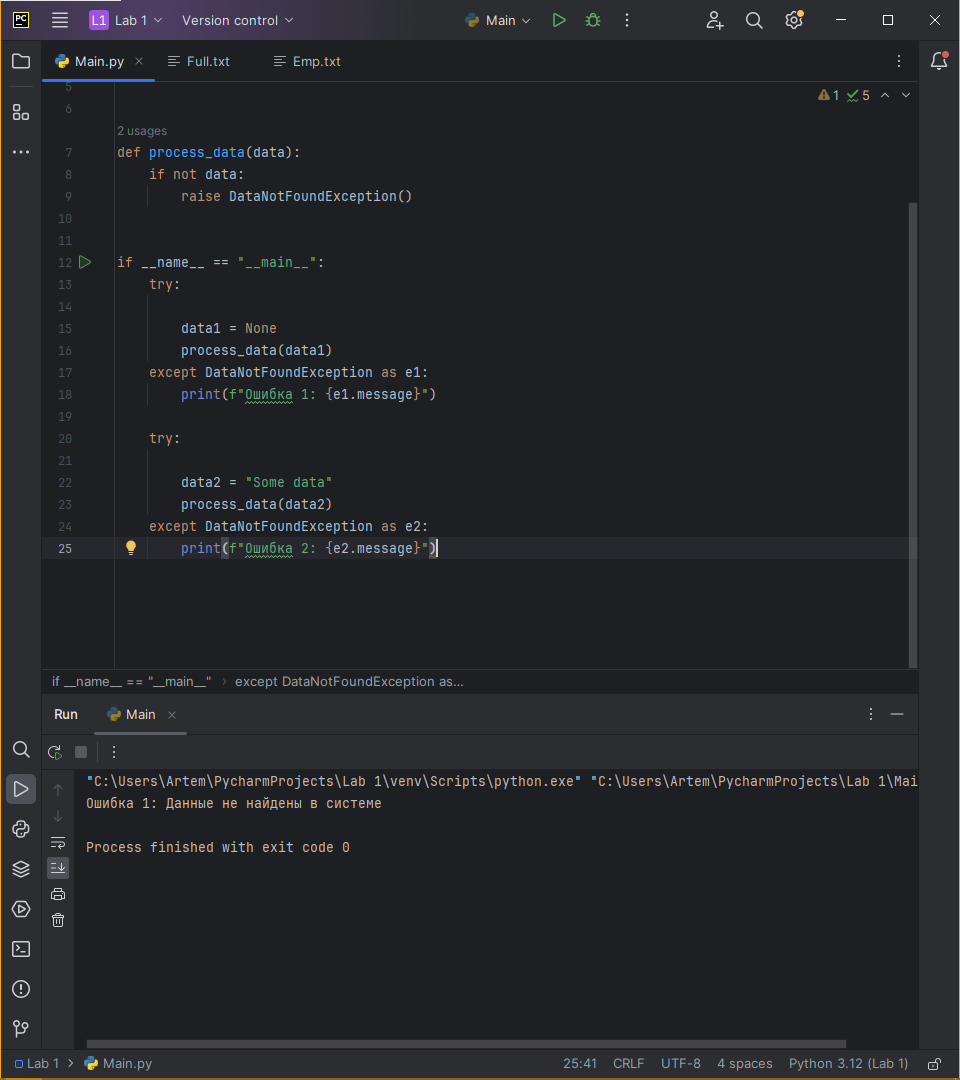 PC L1 Lab 1 Version control Main
Main.py Full.txt Emp.txt
5
6
1 5
2 usages
7 def process_data(data):
8 if not data:
9 raise DataNotFoundException()
10
11
12 if __name__ == "__main__":
13 try:
14
15 data1 = None
16 process_data(data1)
17 except DataNotFoundException as e1:
18 print(f"Ошибка 1: {e1.message}")
19
20 try:
21
22 data2 = "Some data"
23 process_data(data2)
24 except DataNotFoundException as e2:
25 print(f"Ошибка 2: {e2.message}")
if __name__ == "__main__" › except DataNotFoundException as...
Run Main
"C:\Users\Artem\PycharmProjects\Lab 1\venv\Scripts\python.exe" "C:\Users\Artem\PycharmProjects\Lab 1\Mai
Ошибка 1: Данные не найдены в системе
Process finished with exit code 0
Lab 1 › Main.py 25:41 CRLF UTF-8 4 spaces Python 3.12 (Lab 1)